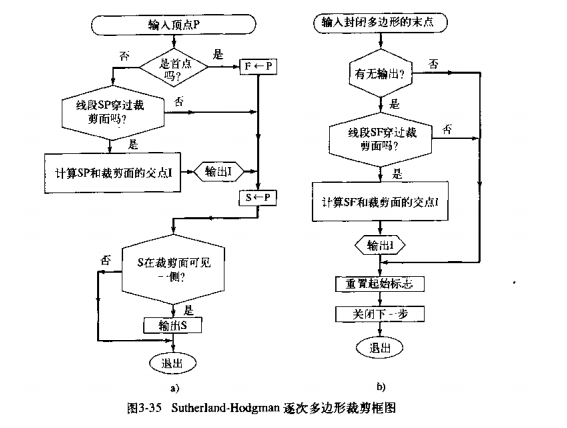 输入顶点P
否
是首点
吗?
是
F←P
线段SP穿过裁
剪面吗?
否
是
计算SP和裁剪面的交点I
输出I
S←P
S在裁剪面可见
一侧?
否
是
输出S
退出
a)
输入封闭多边形的末点
有无输出?
否
是
线段SF穿过裁
剪面吗?
否
是
计算SF和裁剪面的交点I
输出I
重置起始标志
关闭下一步
退出
b)
图3-35 Sutherland-Hodgman 逐次多边形裁剪框图